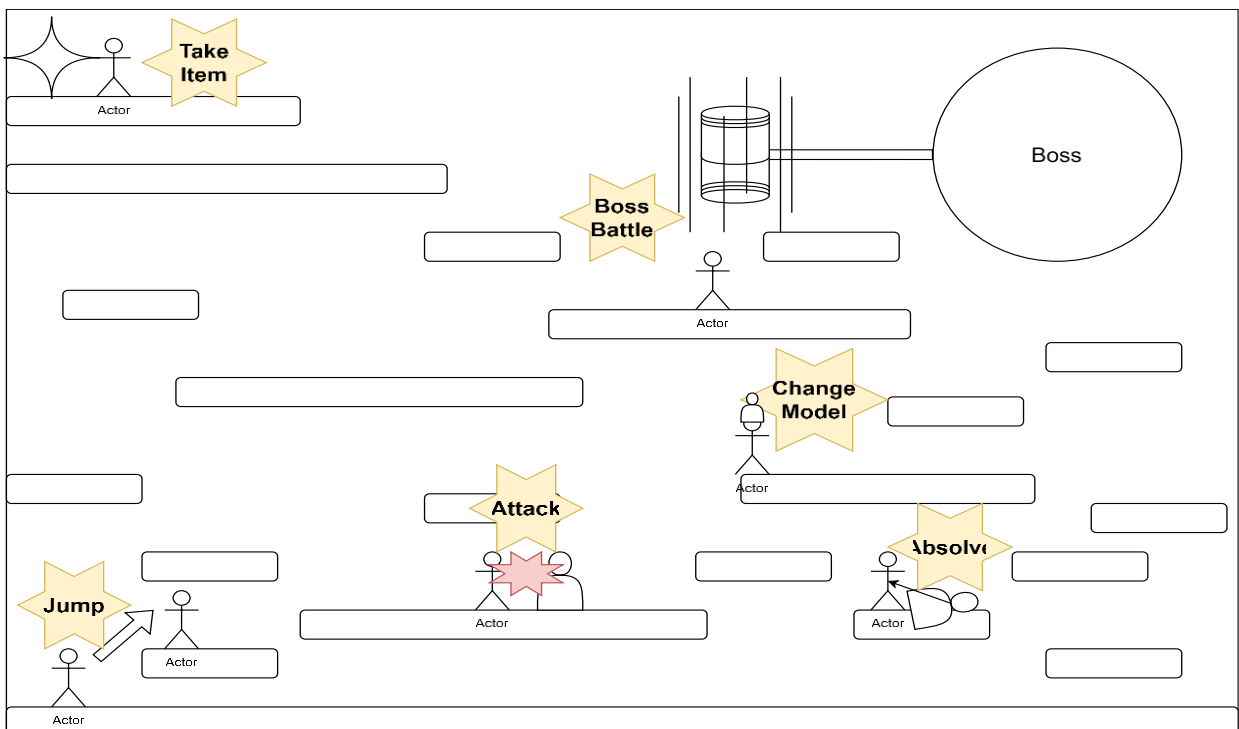 Take
Item
Actor
Boss
Boss
Battle
Actor
Change
Model
Actor
Attack
Absolve
Jump
Actor
Actor
Actor
Actor